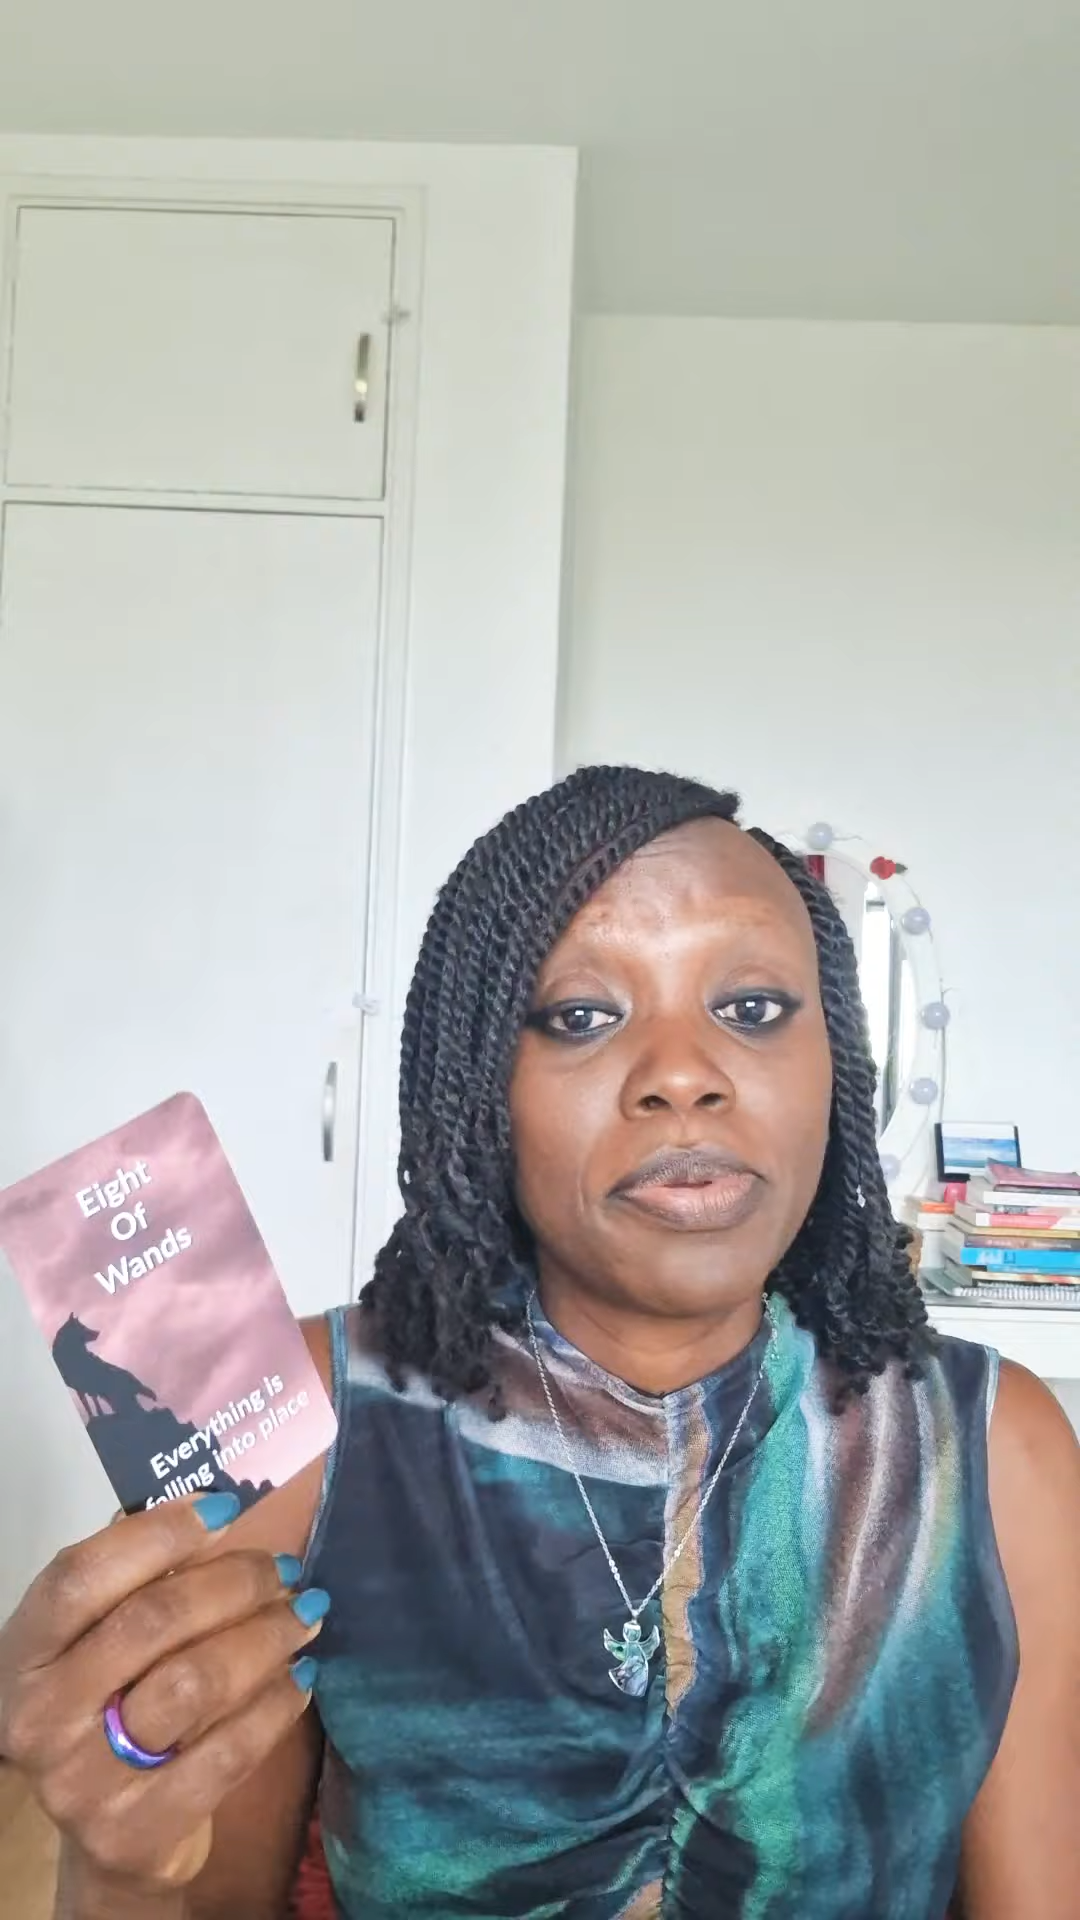 Eight
Of
Wands
Everything is
falling into place